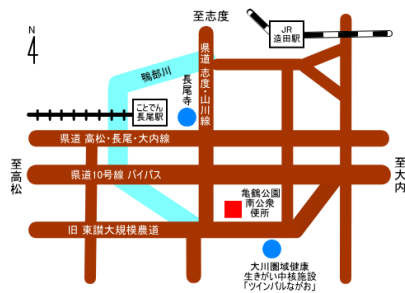 至志度
N
4
JR
造田駅
県道 志度・山川線
鴨部川
長尾寺
ことでん
長尾駅
県道 高松・長尾・大内線
至高松
県道10号線 バイパス
至大内
亀鶴公園
南公衆
便所
旧 東讃大規模農道
大川圏域健康
生きがい中核施設
「ツインパルながお」